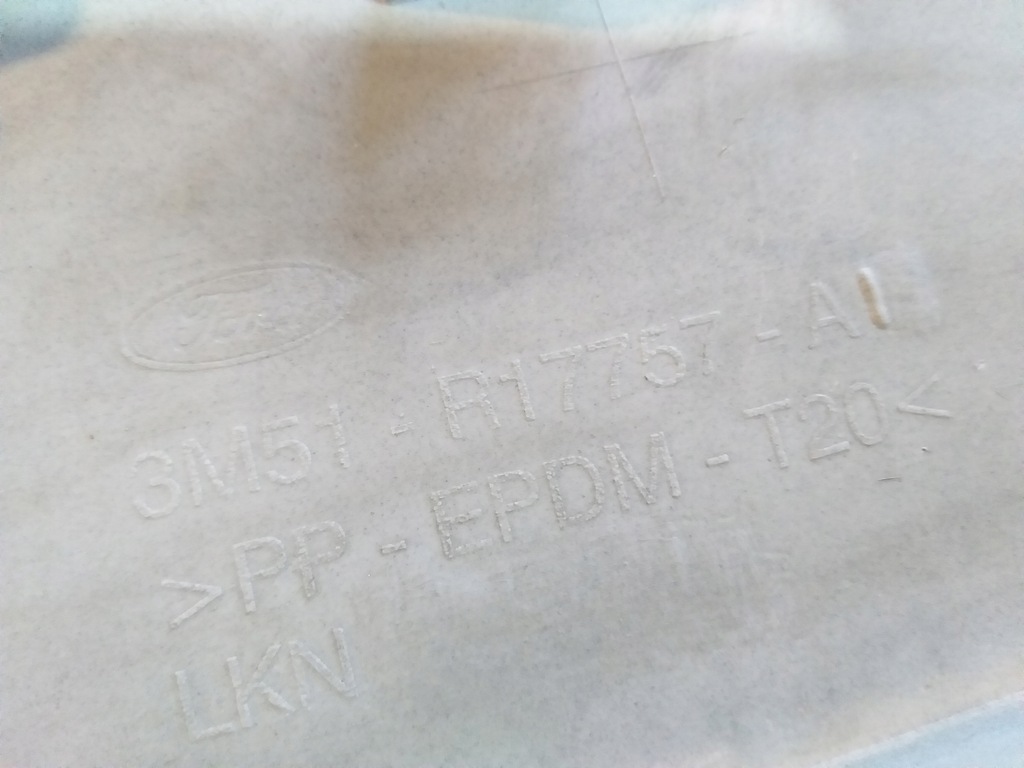 Ford
3M51-R17757-A
>PP-EPDM-T20<
LKN